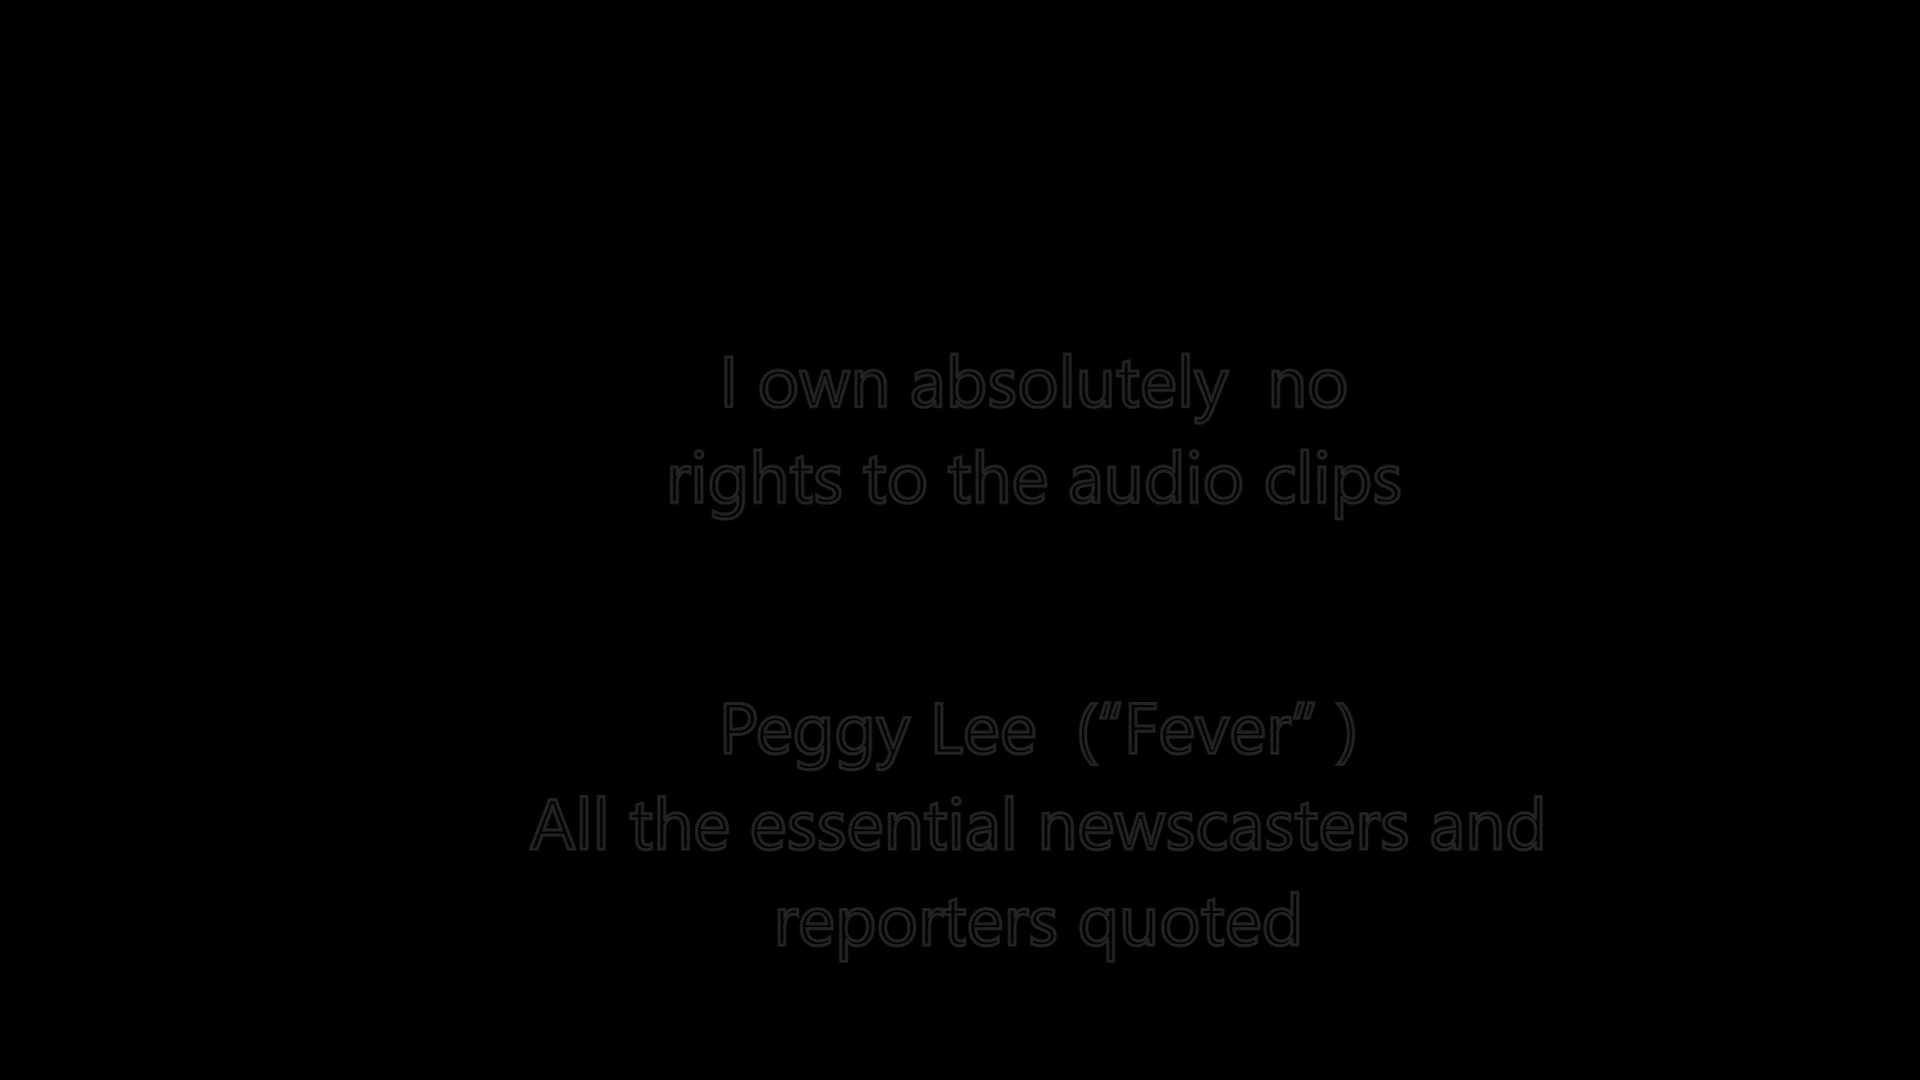 I own absolutely  no
rights to the audio clips
Peggy Lee  (“Fever” )
All the essential newscasters and
reporters quoted